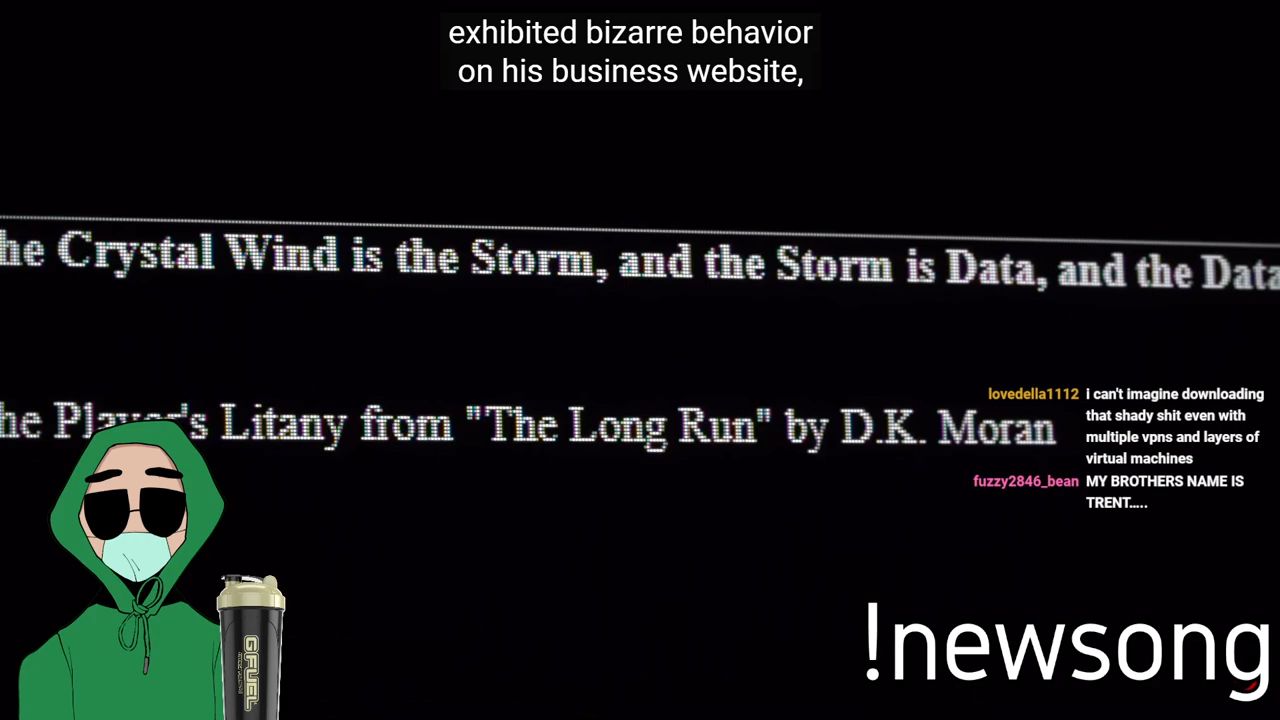 exhibited bizarre behavior
on his business website,
he Crystal Wind is the Storm, and the Storm is Data, and the Data
he Player's Litany from "The Long Run" by D.K. Moran
lovedella1112 i can't imagine downloading
that shady shit even with
multiple vpns and layers of
virtual machines
fuzzy2846_bean MY BROTHERS NAME IS
TRENT.....
GFUEL
!newsong